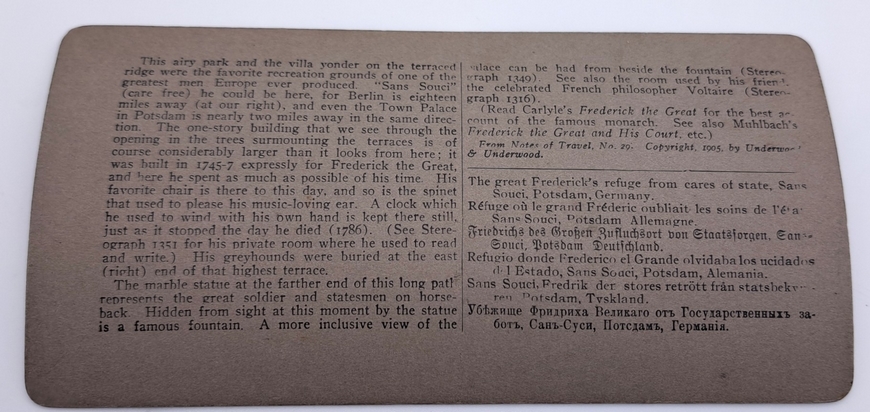 This airy park and the villa yonder on the terraced
ridge were the favorite recreation grounds of one of the
greatest men Europe ever produced. "Sans Souci"
(care free) he could be here, for Berlin is eighteen
miles away (at our right), and even the Town Palace
in Potsdam is nearly two miles away in the same direc-
tion. The one-story building that we see through the
opening in the trees surmounting the terraces is of
course considerably larger than it looks from here; it
was built in 1745-7 expressly for Frederick the Great,
and here he spent as much as possible of his time. His
favorite chair is there to this day, and so is the spinet
that used to please his music-loving ear. A clock which
he used to wind with his own hand is kept there still,
just as it stopped the day he died (1786). (See Stere-
ograph 1351 for his private room where he used to read
and write.) His greyhounds were buried at the east
(right) end of that highest terrace.
The marble statue at the farther end of this long path
represents the great soldier and statesmen on horse-
back. Hidden from sight at this moment by the statue
is a famous fountain. A more inclusive view of the
palace can be had from beside the fountain (Stereo-
graph 1349). See also the room used by his friend,
the celebrated French philosopher Voltaire (Stereo-
graph 1316).
(Read Carlyle's Frederick the Great for the best ac-
count of the famous monarch. See also Muhlbach's
Frederick the Great and His Court, etc.)
From Notes of Travel, No. 29. Copyright, 1905, by Underwood
& Underwood.
The great Frederick's refuge from cares of state, Sans
Souci, Potsdam, Germany.
Réfuge où le grand Fréderic oubliait les soins de l'état
Sans Souci, Potsdam Allemagne.
Friedrichs des Großen Zufluchsort von Staatsforgen, Sans-
Souci, Potsdam Deutschland.
Refugio donde Frederico el Grande olvidaba los ucidados
del Estado, Sans Souci, Potsdam, Alemania.
Sans Souci, Fredrik der stores retrött från statsbekym-
ren Potsdam, Tyskland.
Убѣжище Фридриха Великаго отъ Государственныхъ за-
ботъ, Санъ-Суси, Потсдамъ, Германія.